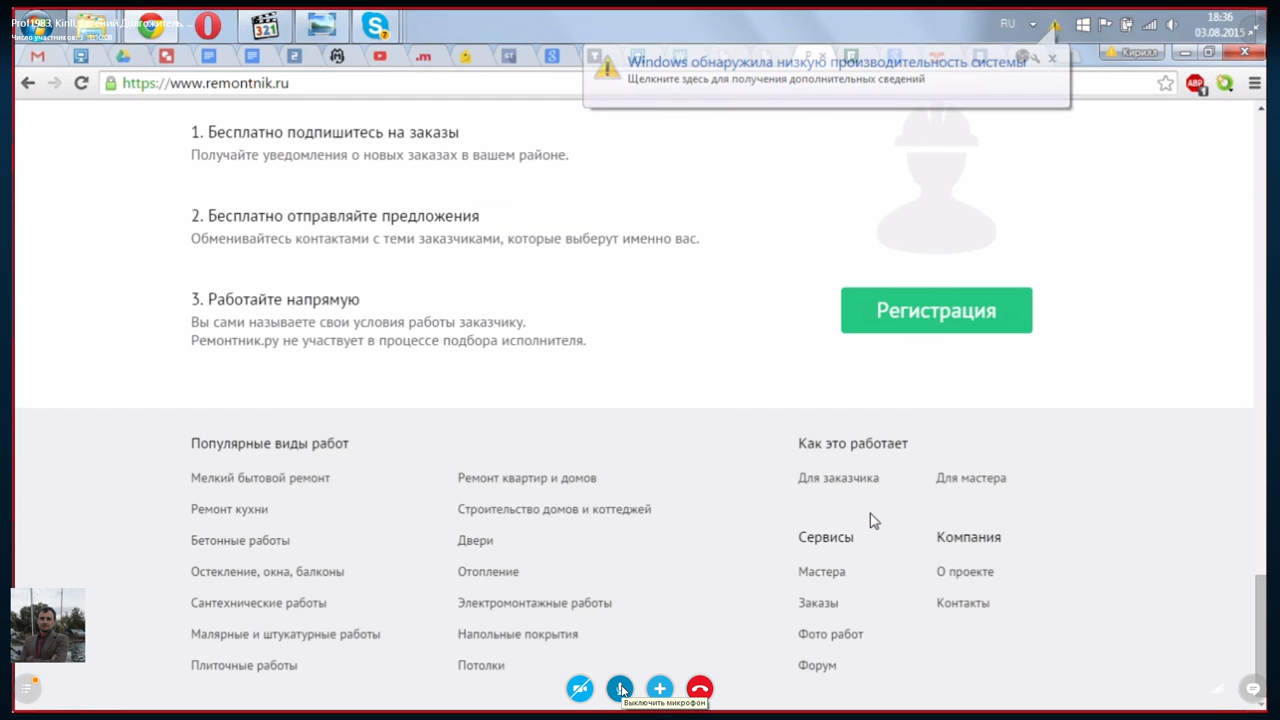 Prof1983, Kirill, Евгений Долгожитель, ...
RU
18:36
03.08.2015
Кирилл
https://www.remontnik.ru
Windows обнаружила низкую производительность системы
Щелкните здесь для получения дополнительных сведений
1. Бесплатно подпишитесь на заказы
Получайте уведомления о новых заказах в вашем районе.
2. Бесплатно отправляйте предложения
Обменивайтесь контактами с теми заказчиками, которые выберут именно вас.
3. Работайте напрямую
Вы сами называете свои условия работы заказчику.
Ремонтник.ру не участвует в процессе подбора исполнителя.
Регистрация
Популярные виды работ
Мелкий бытовой ремонт
Ремонт кухни
Бетонные работы
Остекление, окна, балконы
Сантехнические работы
Малярные и штукатурные работы
Плиточные работы
Ремонт квартир и домов
Строительство домов и коттеджей
Двери
Отопление
Электромонтажные работы
Напольные покрытия
Потолки
Как это работает
Для заказчика
Для мастера
Сервисы
Мастера
Заказы
Фото работ
Форум
Компания
О проекте
Контакты
Выключить микрофон